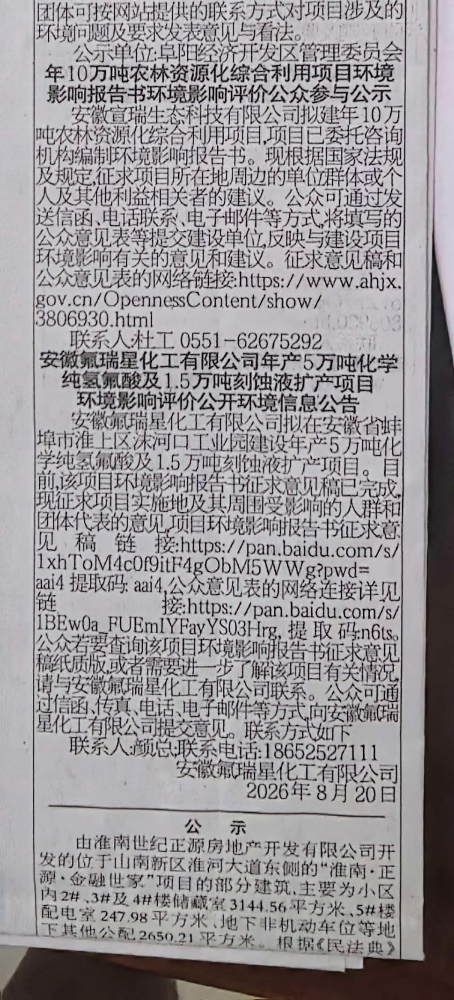 团体可按网站提供的联系方式对项目涉及的
环境问题及要求发表意见与看法。
公示单位:阜阳经济开发区管理委员会
年10万吨农林资源化综合利用项目环境
影响报告书环境影响评价公众参与公示
安徽宣瑞生态科技有限公司拟建年10万
吨农林资源化综合利用项目,项目已委托咨询
机构编制环境影响报告书。现根据国家法规
及规定,征求项目所在地周边的单位群体或个
人及其他利益相关者的建议。公众可通过发
送信函、电话联系、电子邮件等方式,将填写的
公众意见表等提交建设单位,反映与建设项目
环境影响有关的意见和建议。征求意见稿和
公众意见表的网络链接:https://www.ahjx.
gov.cn/OpennessContent/show/
3806930.html
联系人:杜工 0551-62675292
安徽氟瑞星化工有限公司年产5万吨化学
纯氢氟酸及1.5万吨刻蚀液扩产项目
环境影响评价公开环境信息公告
安徽氟瑞星化工有限公司拟在安徽省蚌
埠市淮上区沫河口工业园建设年产5万吨化
学纯氢氟酸及1.5万吨刻蚀液扩产项目。目
前,该项目环境影响报告书征求意见稿已完成,
现征求项目实施地及其周围受影响的人群和
团体代表的意见,项目环境影响报告书征求意
见稿链接:https://pan.baidu.com/s/
1xhToM4c0f9itF4gObM5WWg?pwd=
aai4 提取码: aai4,公众意见表的网络连接详见
链接:https://pan.baidu.com/s/
1BEw0a_FUEmIYFayYS03Hrg, 提取码:n6ts。
公众若要查询该项目环境影响报告书征求意见
稿纸质版,或者需要进一步了解该项目有关情况,
请与安徽氟瑞星化工有限公司联系。公众可通
过信函、传真、电话、电子邮件等方式,向安徽氟瑞
星化工有限公司提交意见。联系方式如下
联系人:颜总;联系电话:18652527111
安徽氟瑞星化工有限公司
2026年8月20日
公 示
由淮南世纪正源房地产开发有限公司开
发的位于山南新区淮河大道东侧的“淮南·正
源·金融世家”项目的部分建筑,主要为小区
内2#、3#及4#楼储藏室3144.56平方米、5#楼
配电室247.98平方米、地下非机动车位等地
下其他公配2650.21平方米。根据《民法典》